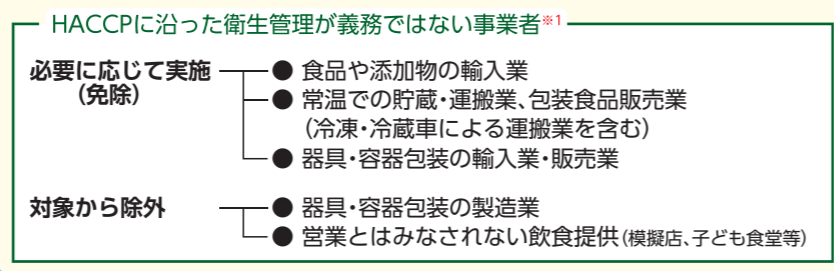 HACCPに沿った衛生管理が義務ではない事業者※1
必要に応じて実施
（免除）
● 食品や添加物の輸入業
● 常温での貯蔵・運搬業、包装食品販売業
（冷凍・冷蔵車による運搬業を含む）
● 器具・容器包装の輸入業・販売業
対象から除外
● 器具・容器包装の製造業
● 営業とはみなされない飲食提供（模擬店、子ども食堂等）